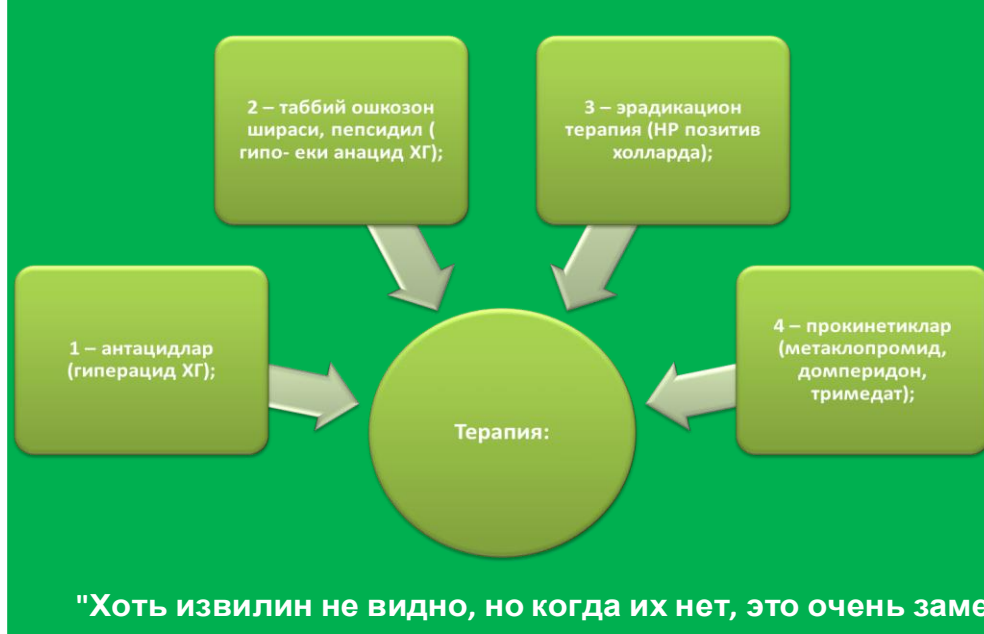 2 – таббий ошкозон
шираси, пепсидил (
гипо- еки анацид ХГ);
3 – эрадикацион
терапия (НР позитив
холларда);
1 – антацидлар
(гиперацид ХГ);
4 – прокинетиклар
(метаклопромид,
домперидон,
тримедат);
Терапия:
"Хоть извилин не видно, но когда их нет, это очень заме